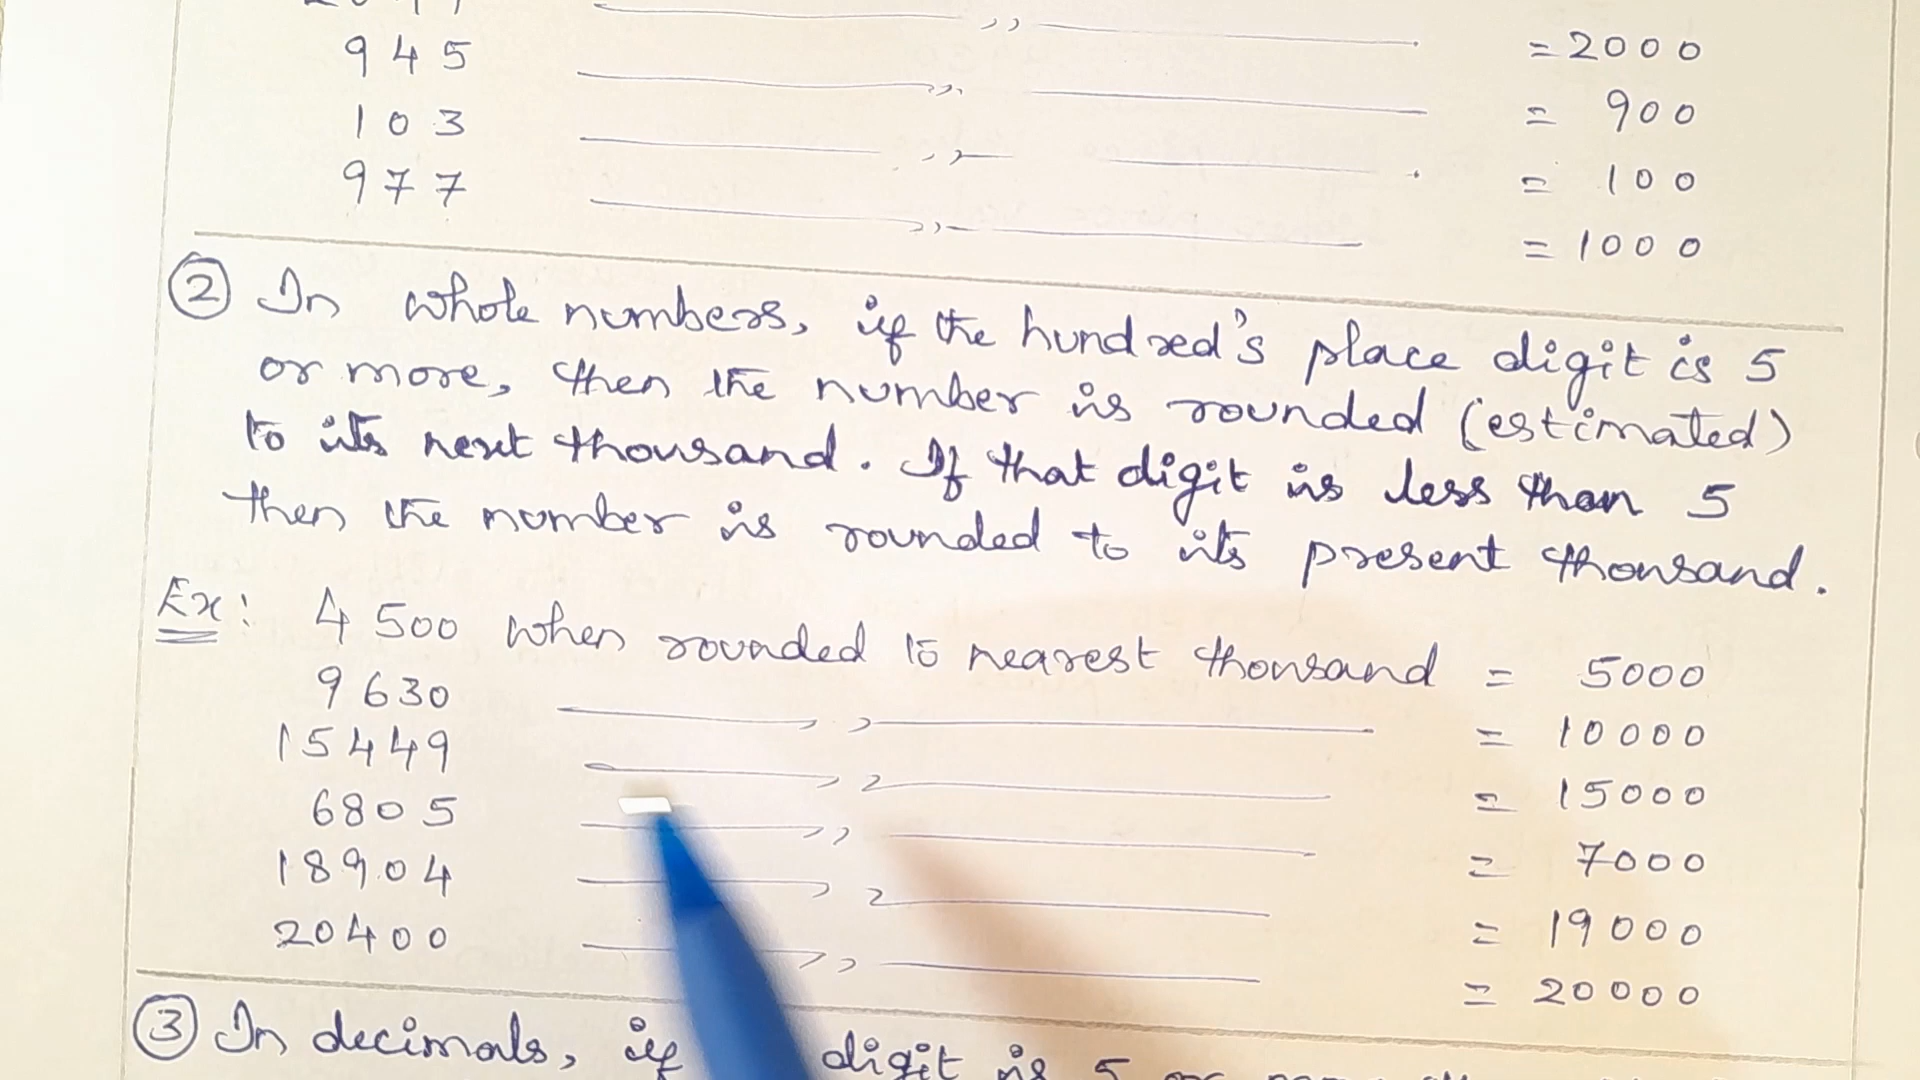 945 ,, = 2000
103 ,, = 900
977 ,, = 100
= 1000
② In whole numbers, if the hundred's place digit is 5
or more, then the number is rounded (estimated)
to its next thousand. If that digit is less than 5
then the number is rounded to its present thousand.
Ex: 4500 when rounded to nearest thousand = 5000
9630 ,, = 10000
15449 ,, = 15000
6805 ,, = 7000
18904 ,, = 19000
20400 ,, = 20000
③ In decimals, if digit is 5